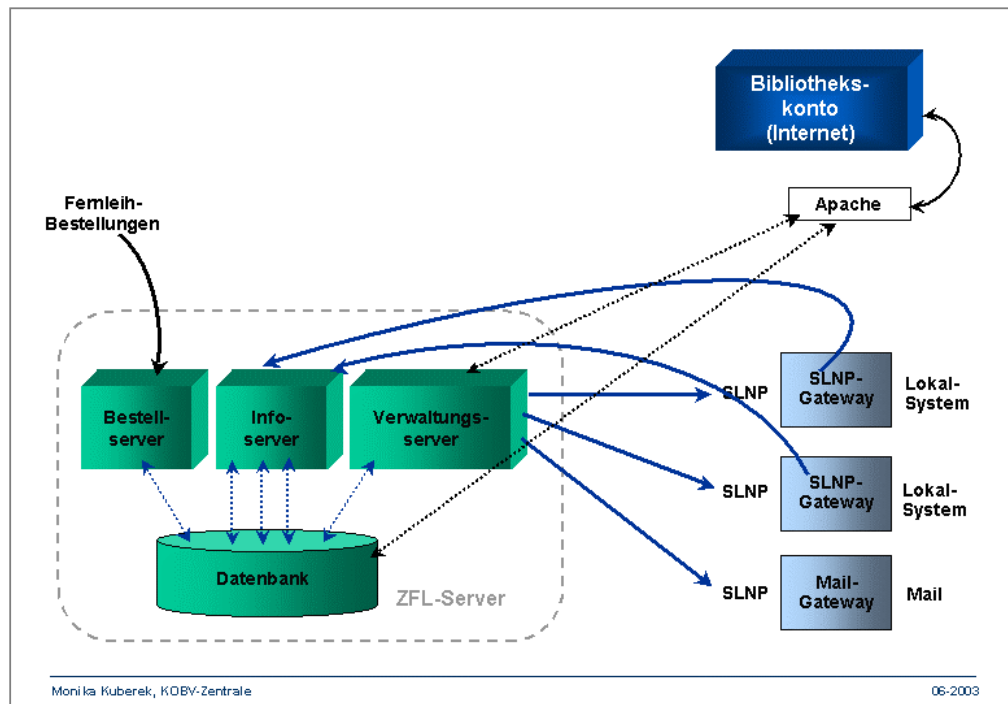 Bibliotheks-
konto
(Internet)
Fernleih-
Bestellungen
Apache
Bestell-
server
Info-
server
Verwaltungs-
server
SLNP
SLNP-
Gateway
Lokal-
System
SLNP
SLNP-
Gateway
Lokal-
System
Datenbank
ZFL-Server
SLNP
Mail-
Gateway
Mail
Monika Kuberek, KOBV-Zentrale
06-2003